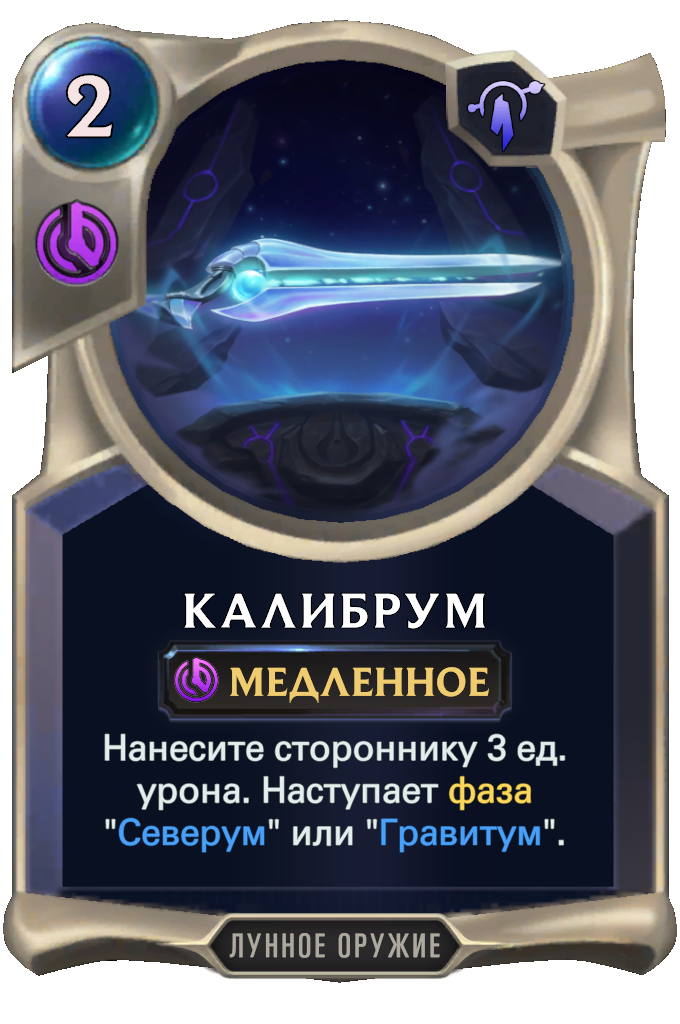 2
КАЛИБРУМ
МЕДЛЕННОЕ
Нанесите стороннику 3 ед.
урона. Наступает фаза
"Северум" или "Гравитум".
ЛУННОЕ ОРУЖИЕ